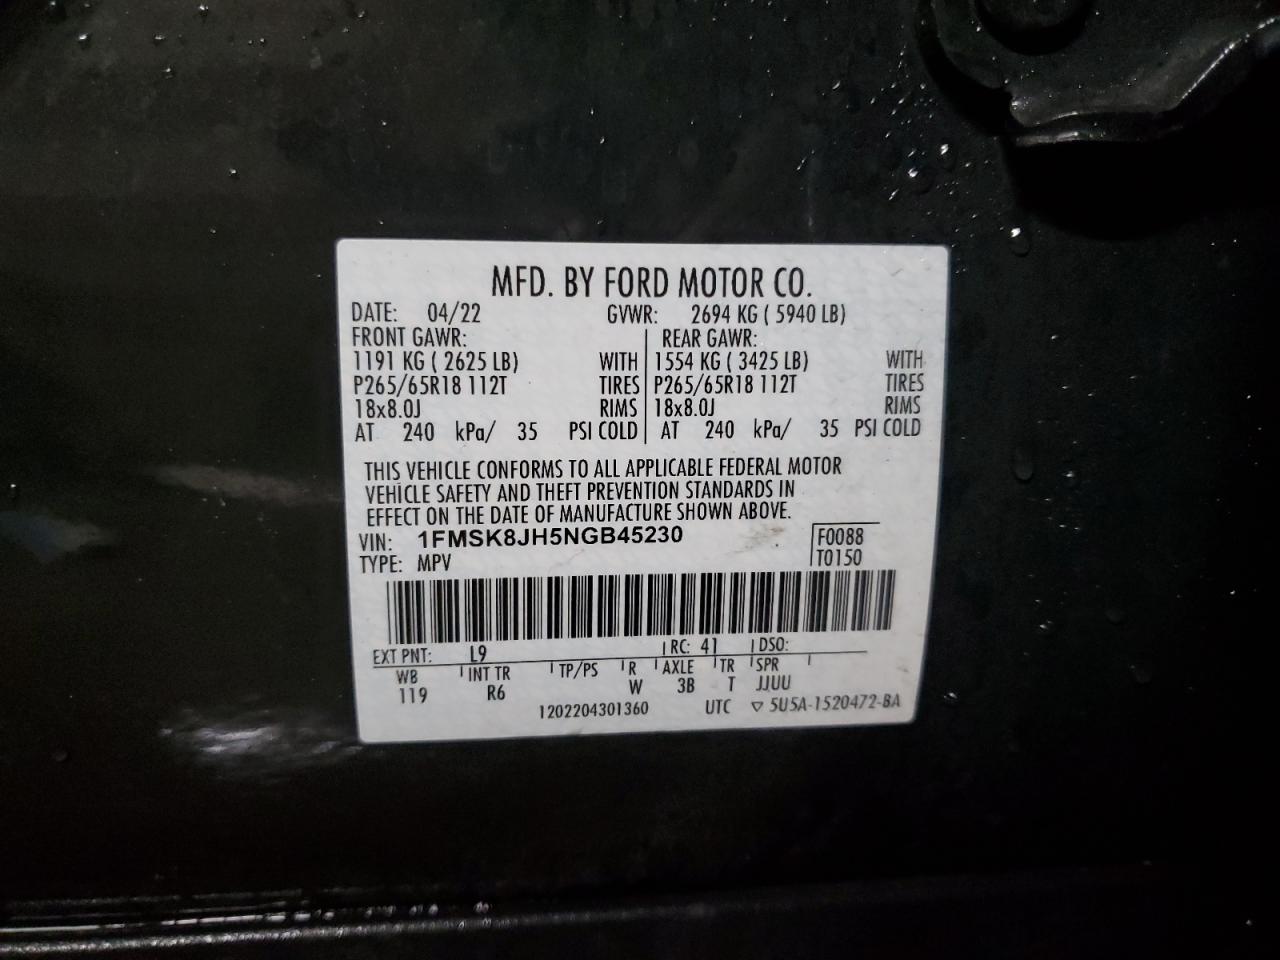 MFD. BY FORD MOTOR CO.
DATE: 04/22 GVWR: 2694 KG ( 5940 LB)
FRONT GAWR: REAR GAWR:
1191 KG ( 2625 LB) WITH 1554 KG ( 3425 LB) WITH
P265/65R18 112T TIRES P265/65R18 112T TIRES
18x8.0J RIMS 18x8.0J RIMS
AT 240 kPa/ 35 PSI COLD AT 240 kPa/ 35 PSI COLD
THIS VEHICLE CONFORMS TO ALL APPLICABLE FEDERAL MOTOR
VEHICLE SAFETY AND THEFT PREVENTION STANDARDS IN
EFFECT ON THE DATE OF MANUFACTURE SHOWN ABOVE.
VIN: 1FMSK8JH5NGB45230 F0088
TYPE: MPV T0150
EXT PNT: L9 RC: 41 DSO:
WB INT TR TP/PS R AXLE TR SPR
119 R6 W 3B T JJUU
1202204301360 UTC ▽ 5U5A-1520472-BA